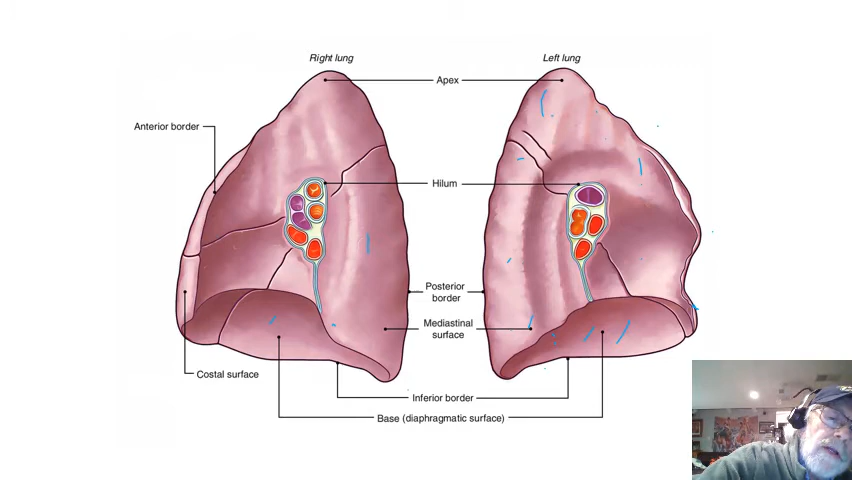 Right lung
Left lung
Apex
Anterior border
Hilum
Posterior
border
Mediastinal
surface
Costal surface
Inferior border
Base (diaphragmatic surface)